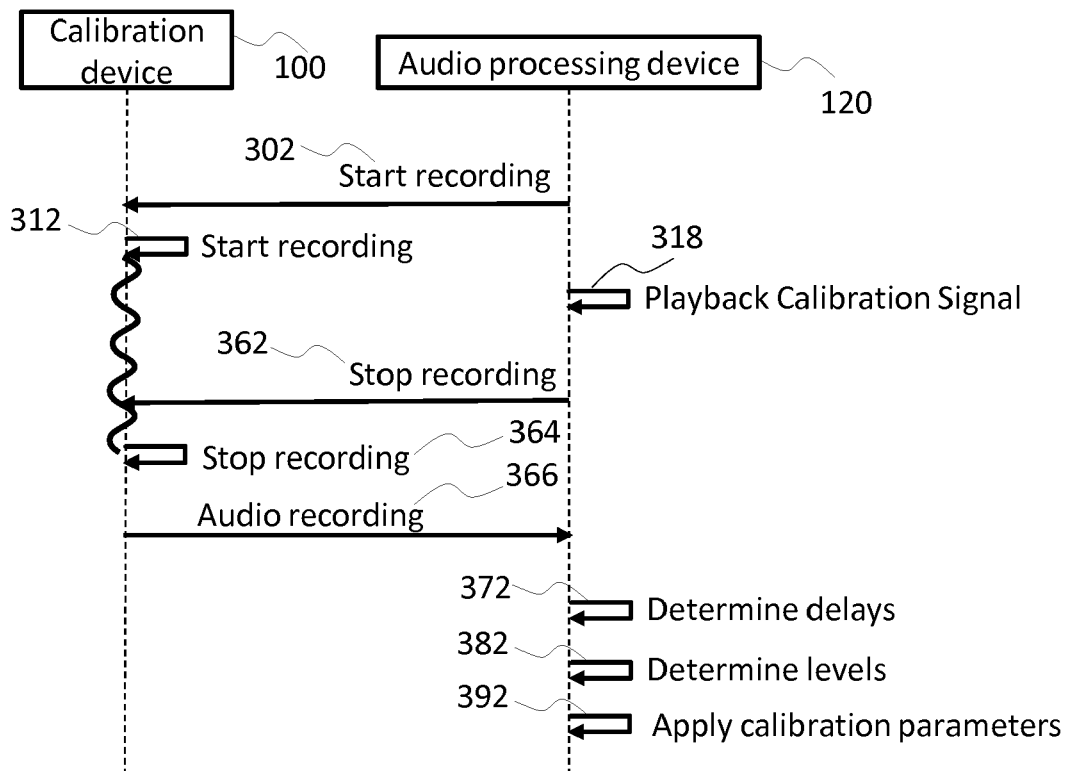 Calibration
device
100
Audio processing device
120
302
Start recording
312
Start recording
318
Playback Calibration Signal
362
Stop recording
364
Stop recording
366
Audio recording
372
Determine delays
382
Determine levels
392
Apply calibration parameters